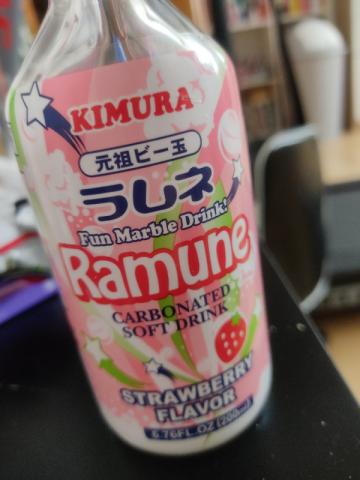 KIMURA
元祖ビー玉
ラムネ
Fun Marble Drink!
Ramune
CARBONATED
SOFT DRINK
STRAWBERRY
FLAVOR
6.76FL.OZ (200ml)